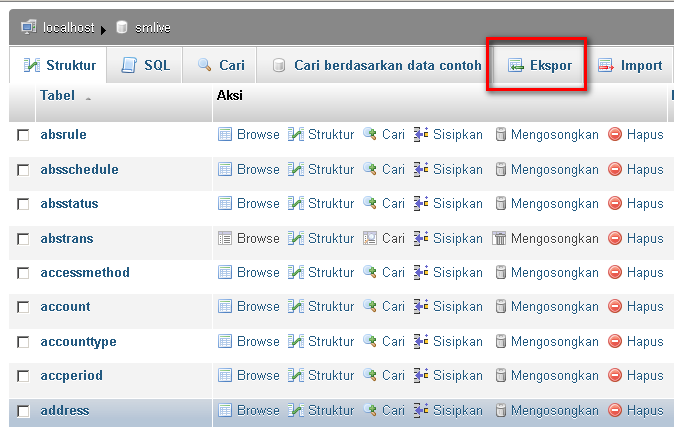 localhost smlive
Struktur SQL Cari Cari berdasarkan data contoh Ekspor Import
Tabel Aksi
absrule Browse Struktur Cari Sisipkan Mengosongkan Hapus
absschedule Browse Struktur Cari Sisipkan Mengosongkan Hapus
absstatus Browse Struktur Cari Sisipkan Mengosongkan Hapus
abstrans Browse Struktur Cari Sisipkan Mengosongkan Hapus
accessmethod Browse Struktur Cari Sisipkan Mengosongkan Hapus
account Browse Struktur Cari Sisipkan Mengosongkan Hapus
accounttype Browse Struktur Cari Sisipkan Mengosongkan Hapus
accperiod Browse Struktur Cari Sisipkan Mengosongkan Hapus
address Browse Struktur Cari Sisipkan Mengosongkan Hapus